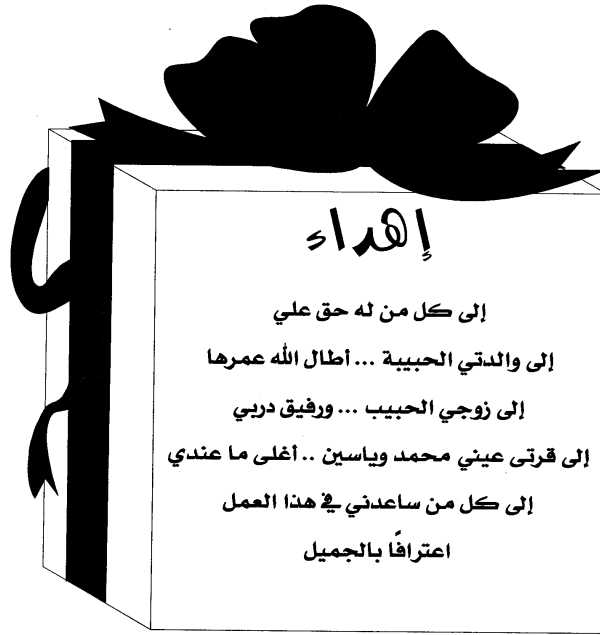 إهداء
إلى كل من له حق علي
إلى والدتي الحبيبة ... أطال الله عمرها
إلى زوجي الحبيب ... ورفيق دربي
إلى قرتى عيني محمد وياسين .. أغلى ما عندي
إلى كل من ساعدني في هذا العمل
اعترافًا بالجميل